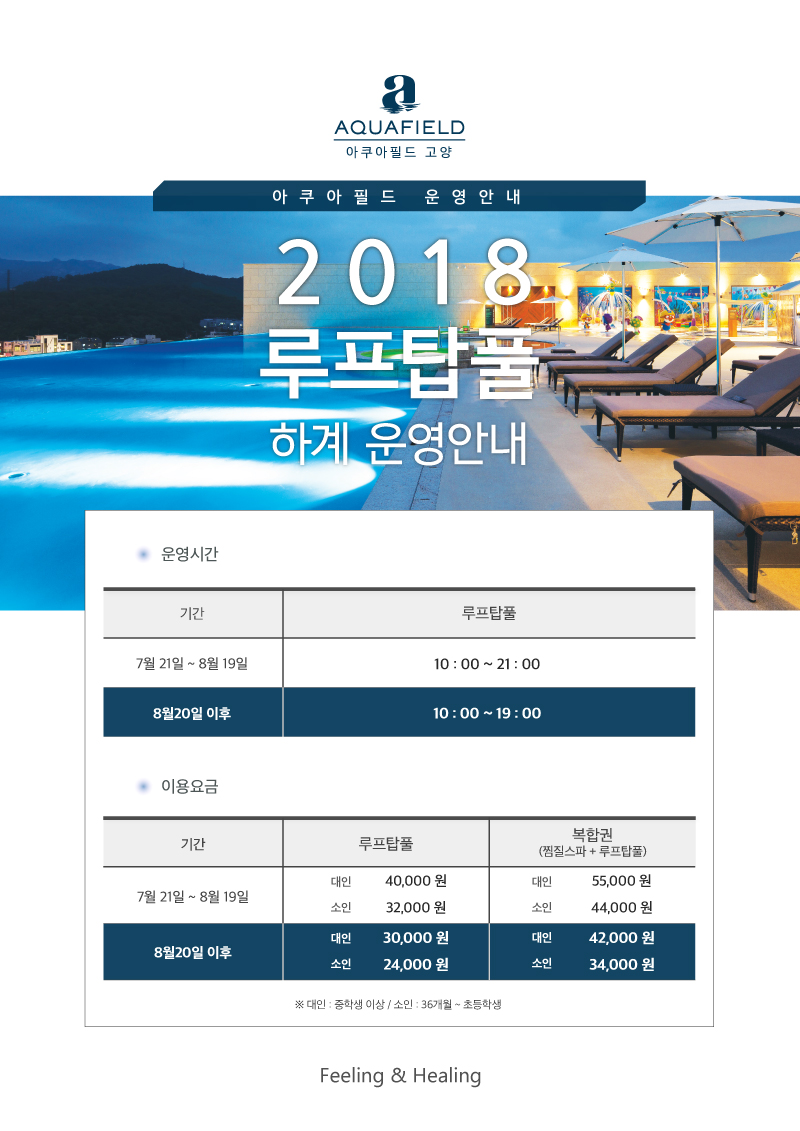 a
AQUAFIELD
아쿠아필드 고양
아쿠아필드 운영안내
2018
루프탑풀
하계 운영안내
운영시간
기간 루프탑풀
7월 21일 ~ 8월 19일 10 : 00 ~ 21 : 00
8월20일 이후 10 : 00 ~ 19 : 00
이용요금
기간 루프탑풀 복합권
(찜질스파 + 루프탑풀)
7월 21일 ~ 8월 19일 대인 40,000 원 대인 55,000 원
소인 32,000 원 소인 44,000 원
8월20일 이후 대인 30,000 원 대인 42,000 원
소인 24,000 원 소인 34,000 원
※ 대인 : 중학생 이상 / 소인 : 36개월 ~ 초등학생
Feeling & Healing